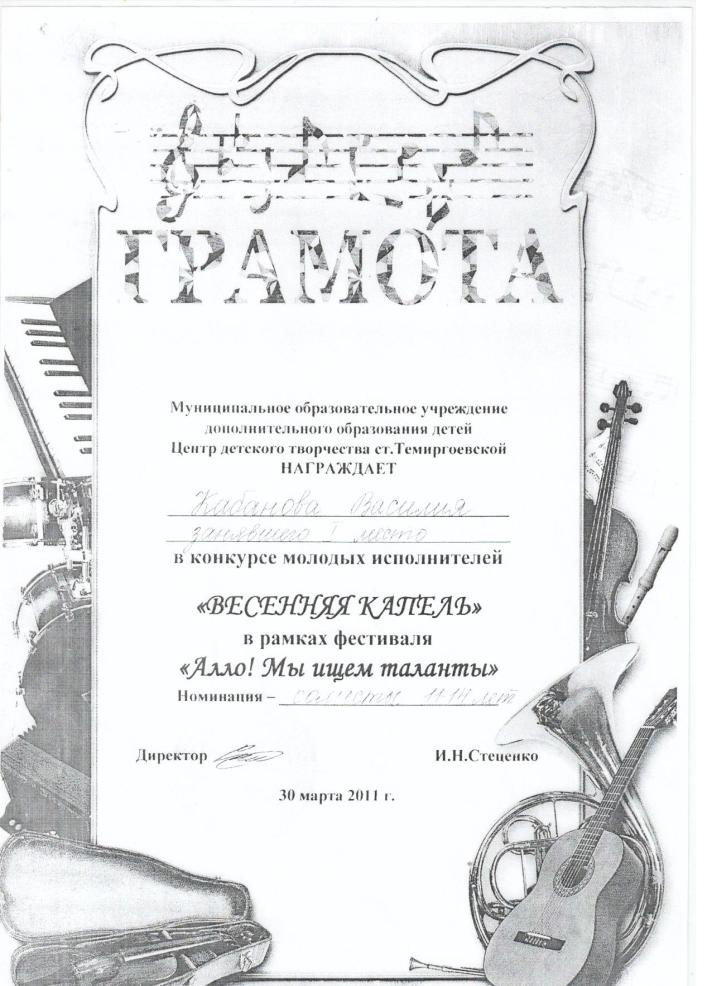 ГРАМОТА
Муниципальное образовательное учреждение
дополнительного образования детей
Центр детского творчества ст.Темиргоевской
НАГРАЖДАЕТ
Кабанова Василия
занявшего I место
в конкурсе молодых исполнителей
«ВЕСЕННЯЯ КАПЕЛЬ»
в рамках фестиваля
«Алло! Мы ищем таланты»
Номинация – солисты 11-14 лет
Директор И.Н.Стеценко
30 марта 2011 г.